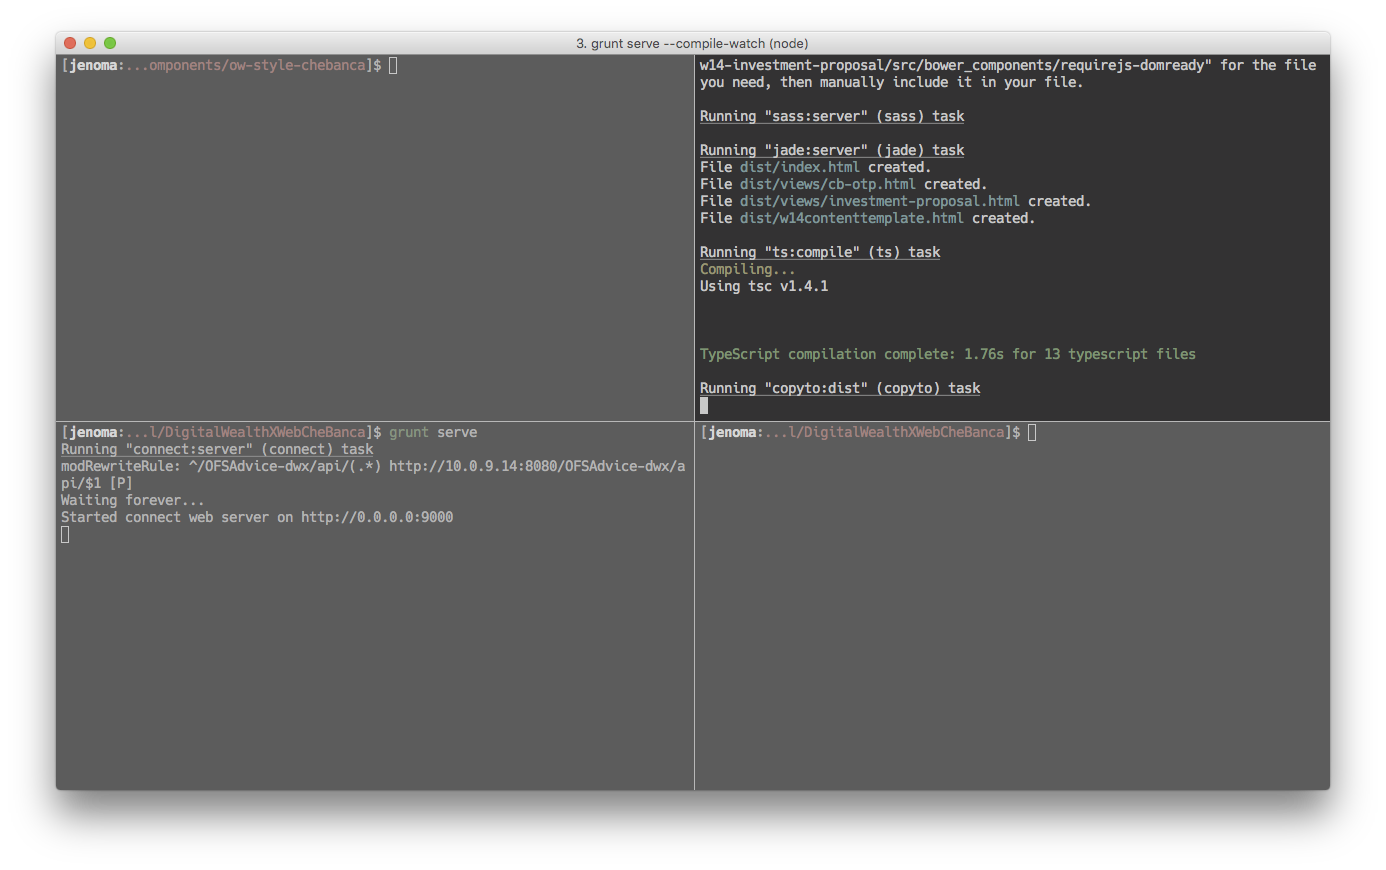 3. grunt serve --compile-watch (node)
[jenoma:...omponents/ow-style-chebanca]$
w14-investment-proposal/src/bower_components/requirejs-domready" for the file
you need, then manually include it in your file.
Running "sass:server" (sass) task
Running "jade:server" (jade) task
File dist/index.html created.
File dist/views/cb-otp.html created.
File dist/views/investment-proposal.html created.
File dist/w14contenttemplate.html created.
Running "ts:compile" (ts) task
Compiling...
Using tsc v1.4.1
TypeScript compilation complete: 1.76s for 13 typescript files
Running "copyto:dist" (copyto) task
[jenoma:...l/DigitalWealthXWebCheBanca]$ grunt serve
Running "connect:server" (connect) task
modRewriteRule: ^/OFSAdvice-dwx/api/(.*) http://10.0.9.14:8080/OFSAdvice-dwx/a
pi/$1 [P]
Waiting forever...
Started connect web server on http://0.0.0.0:9000
[jenoma:...l/DigitalWealthXWebCheBanca]$